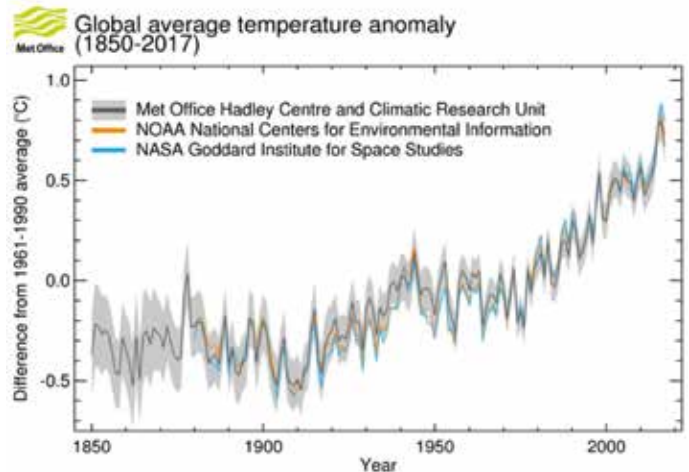 Met Office
Global average temperature anomaly
(1850-2017)
Difference from 1961-1990 average (°C)
1.0
0.5
0.0
-0.5
Met Office Hadley Centre and Climatic Research Unit
NOAA National Centers for Environmental Information
NASA Goddard Institute for Space Studies
1850
1900
1950
2000
Year